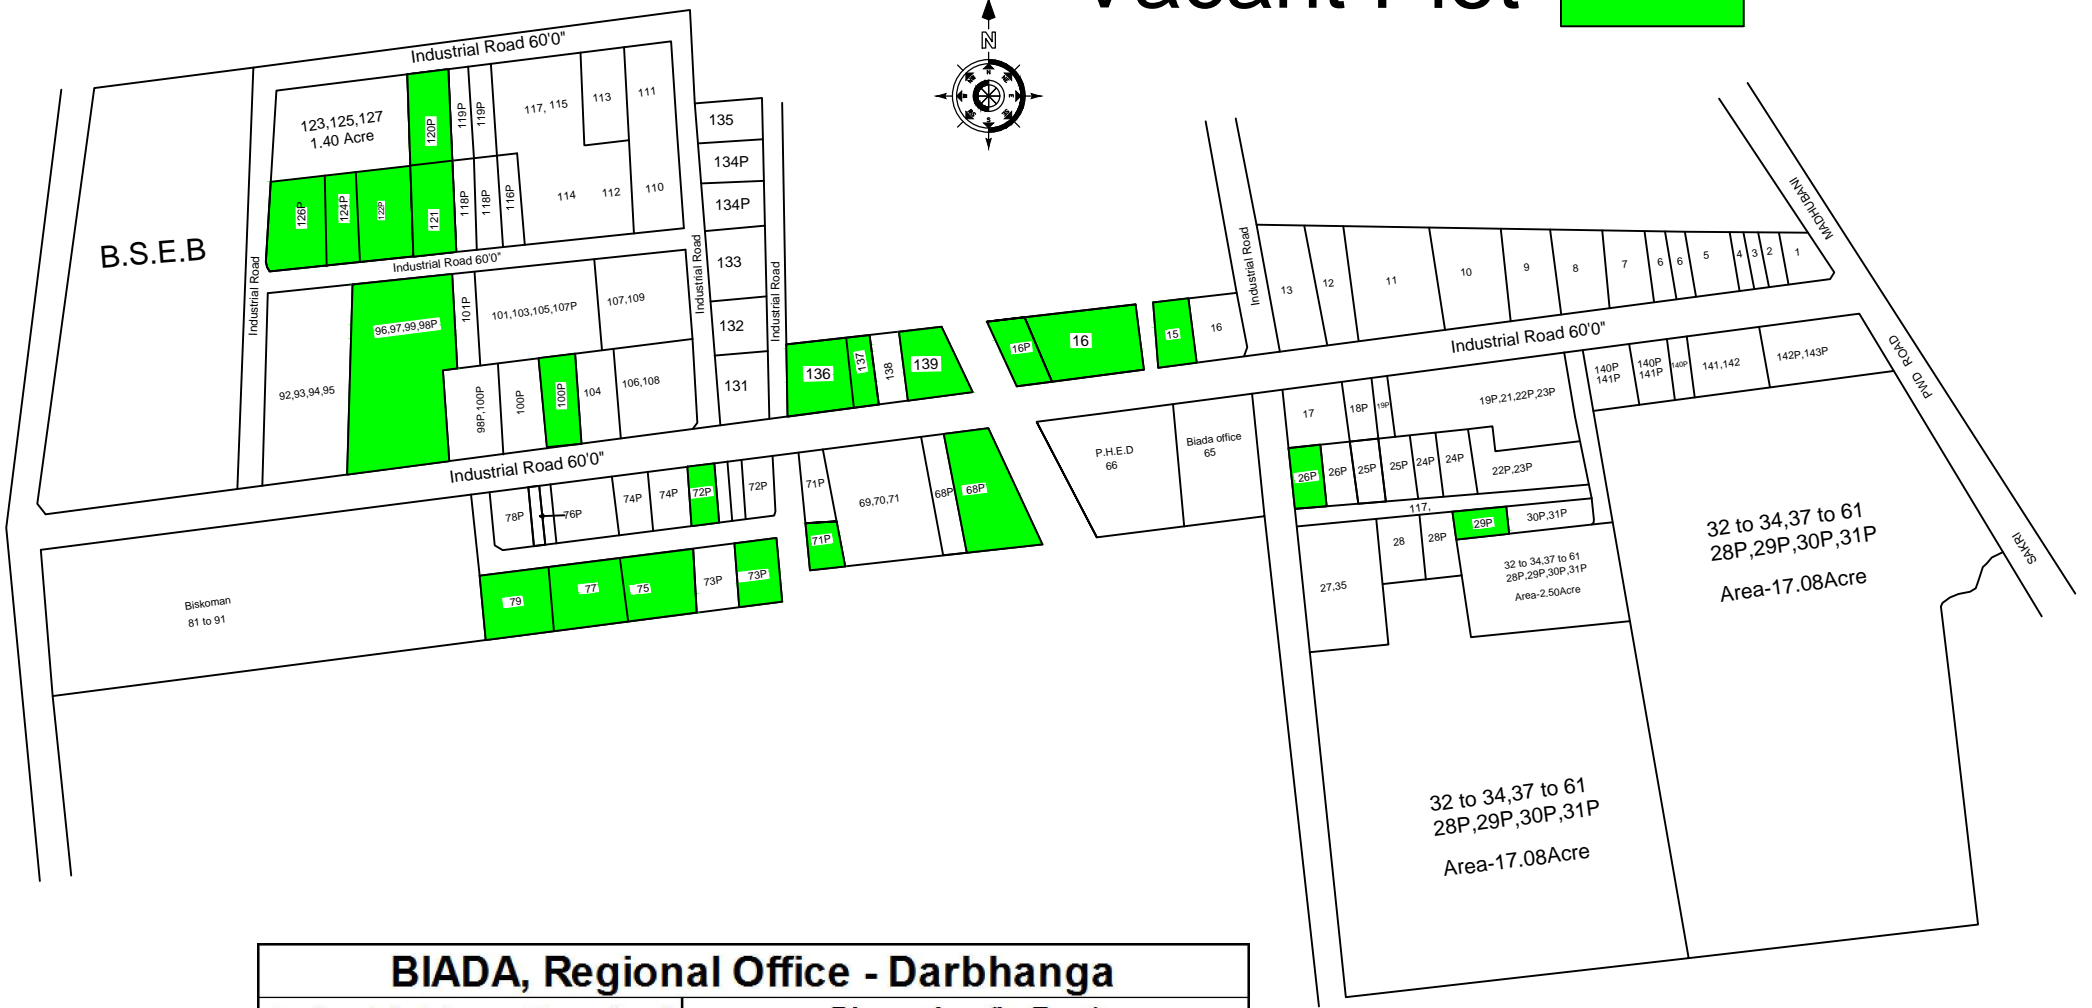 Vacant Plot
N
Industrial Road 60'0"
123,125,127
1.40 Acre
120P
119P
119P
117, 115
113
111
126P
124P
122P
121
118P
118P
116P
114
112
110
B.S.E.B
Industrial Road
Industrial Road 60'0"
92,93,94,95
96,97,99,98P
101P
101,103,105,107P
107,109
98P,100P
100P
100P
104
106,108
Industrial Road
135
134P
134P
133
132
131
Industrial Road
136
137
138
139
16P
16
15
16
Industrial Road
13
12
11
10
9
8
7
6
6
5
4
3
2
1
MADHUBANI
PWD ROAD
SAKRI
Industrial Road 60'0"
Industrial Road 60'0"
78P
76P
74P
74P
72P
72P
71P
71P
69,70,71
68P
68P
79
77
75
73P
73P
Biskoman
81 to 91
P.H.E.D
66
Biada office
65
17
18P
19P
19P,21,22P,23P
140P
141P
140P
141P
140P
141,142
142P,143P
26P
26P
25P
25P
24P
24P
22P,23P
117,
27,35
28
28P
29P
30P,31P
32 to 34,37 to 61
28P,29P,30P,31P
Area-2.50Acre
32 to 34,37 to 61
28P,29P,30P,31P
Area-17.08Acre
32 to 34,37 to 61
28P,29P,30P,31P
Area-17.08Acre
BIADA, Regional Office - Darbhanga